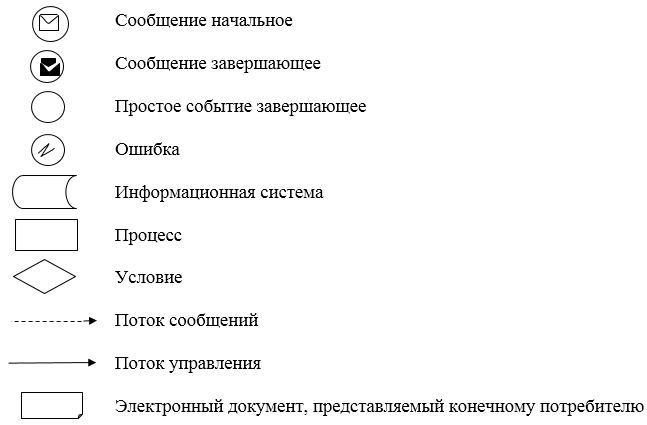 Сообщение начальное
Сообщение завершающее
Простое событие завершающее
Ошибка
Информационная система
Процесс
Условие
Поток сообщений
Поток управления
Электронный документ, представляемый конечному потребителю